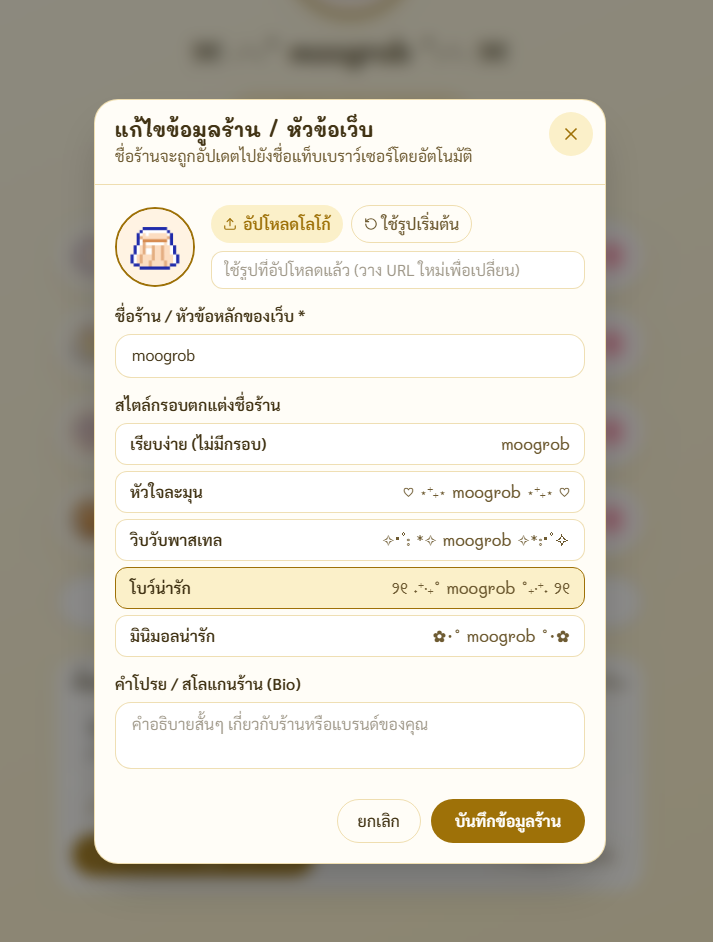 ୨୧ ˖⁺˖₊˚ moogrob
แก้ไขข้อมูลร้าน / หัวข้อเว็บ
ชื่อร้านจะถูกอัปเดตไปยังชื่อแท็บเบราว์เซอร์โดยอัตโนมัติ
อัปโหลดโลโก้ ใช้รูปเริ่มต้น
ใช้รูปที่อัปโหลดแล้ว (วาง URL ใหม่เพื่อเปลี่ยน)
ชื่อร้าน / หัวข้อหลักของเว็บ *
moogrob
สไตล์กรอบตกแต่งชื่อร้าน
เรียบง่าย (ไม่มีกรอบ) moogrob
หัวใจละมุน ♡ ⋆⁺₊⋆ moogrob ⋆⁺₊⋆ ♡
วิบวับพาสเทล ✧･ﾟ: *✧ moogrob ✧*:･ﾟ✧
โบว์น่ารัก ୨୧ ˖⁺‧₊˚ moogrob ˚₊‧⁺˖ ୨୧
มินิมอลน่ารัก ✿･ﾟ moogrob ﾟ･✿
คำโปรย / สโลแกนร้าน (Bio)
คำอธิบายสั้นๆ เกี่ยวกับร้านหรือแบรนด์ของคุณ
ยกเลิก บันทึกข้อมูลร้าน